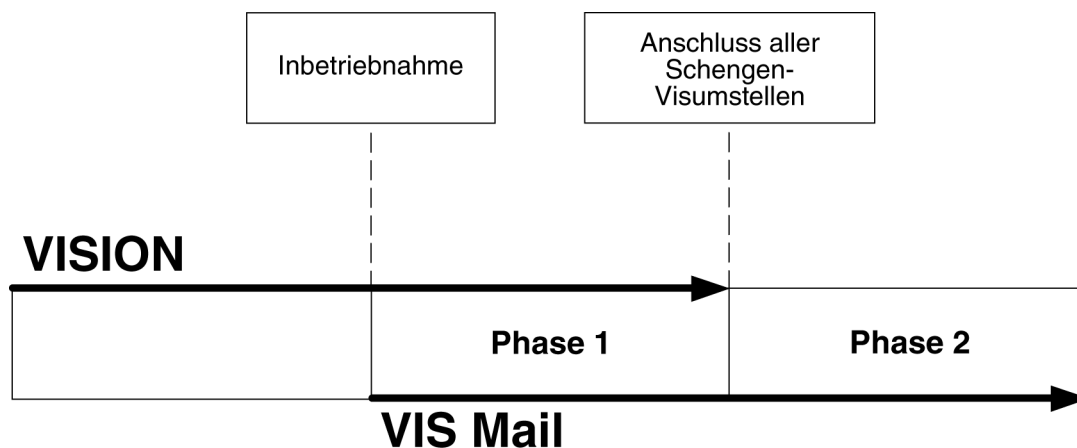 Inbetriebnahme
Anschluss aller
Schengen-
Visumstellen
VISION
Phase 1
Phase 2
VIS Mail